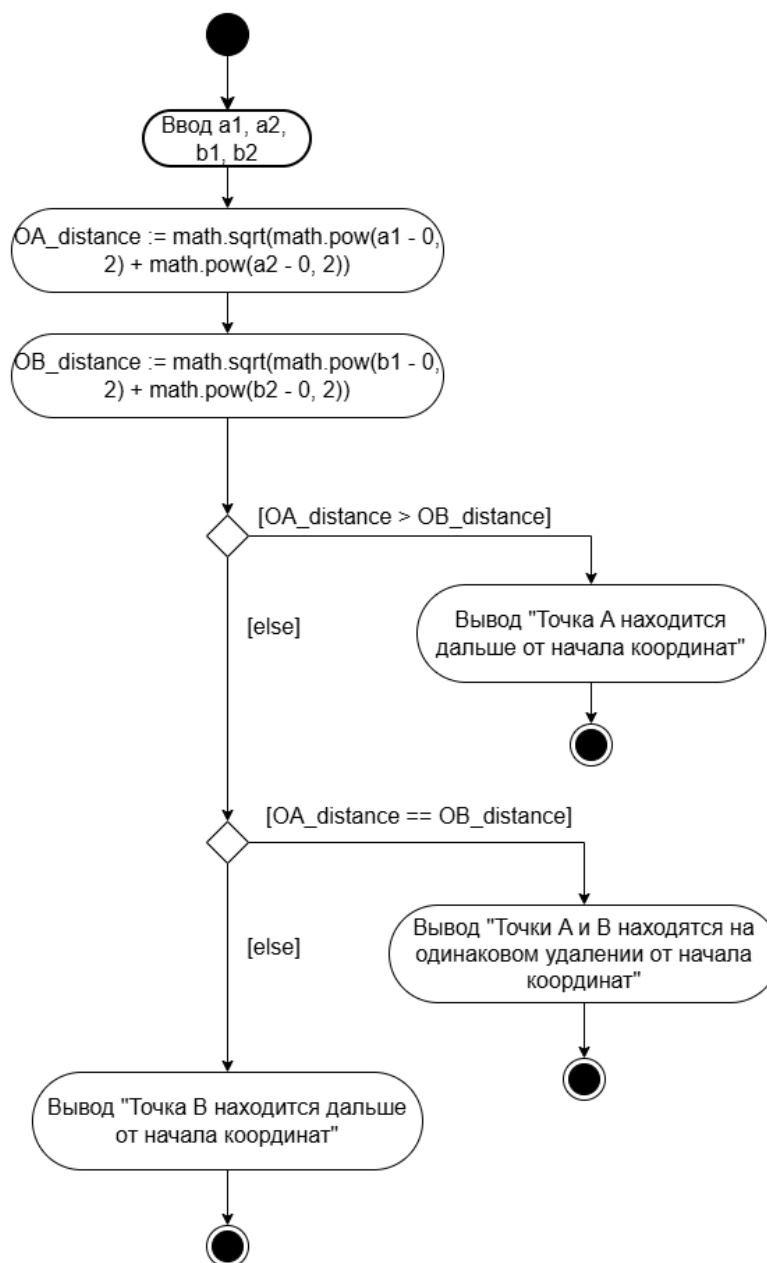 Ввод a1, a2,
b1, b2
OA_distance := math.sqrt(math.pow(a1 - 0,
2) + math.pow(a2 - 0, 2))
OB_distance := math.sqrt(math.pow(b1 - 0,
2) + math.pow(b2 - 0, 2))
[OA_distance > OB_distance]
[else]
Вывод "Точка A находится
дальше от начала координат"
[OA_distance == OB_distance]
[else]
Вывод "Точки A и B находятся на
одинаковом удалении от начала
координат"
Вывод "Точка B находится дальше
от начала координат"